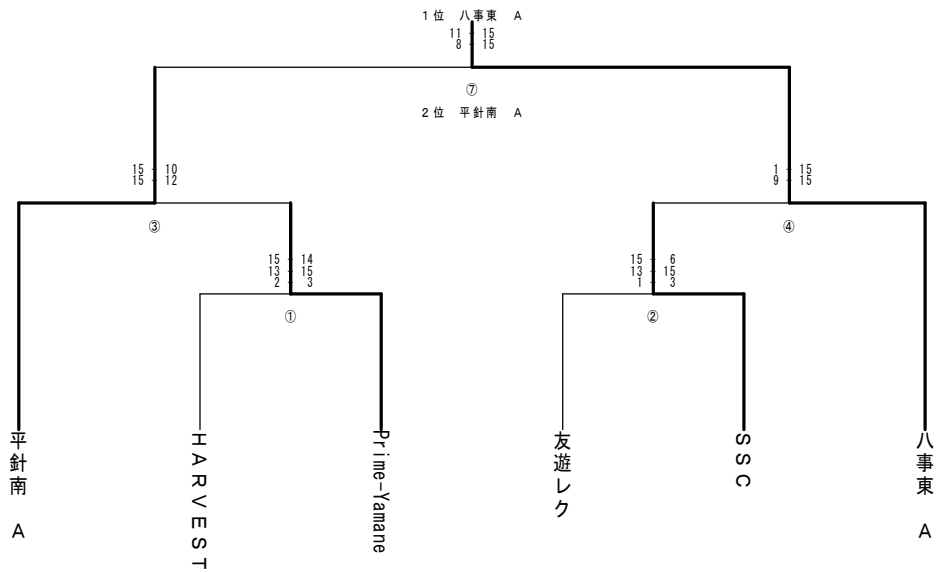 1位 八事東 A
11 15
8 15
⑦
2位 平針南 A
15 10
15 12
1 15
9 15
③
④
15 14
13 15
2 3
15 6
13 15
1 3
①
②
平針南 A
HARVEST
Prime-Yamane
友遊レク
SSC
八事東 A